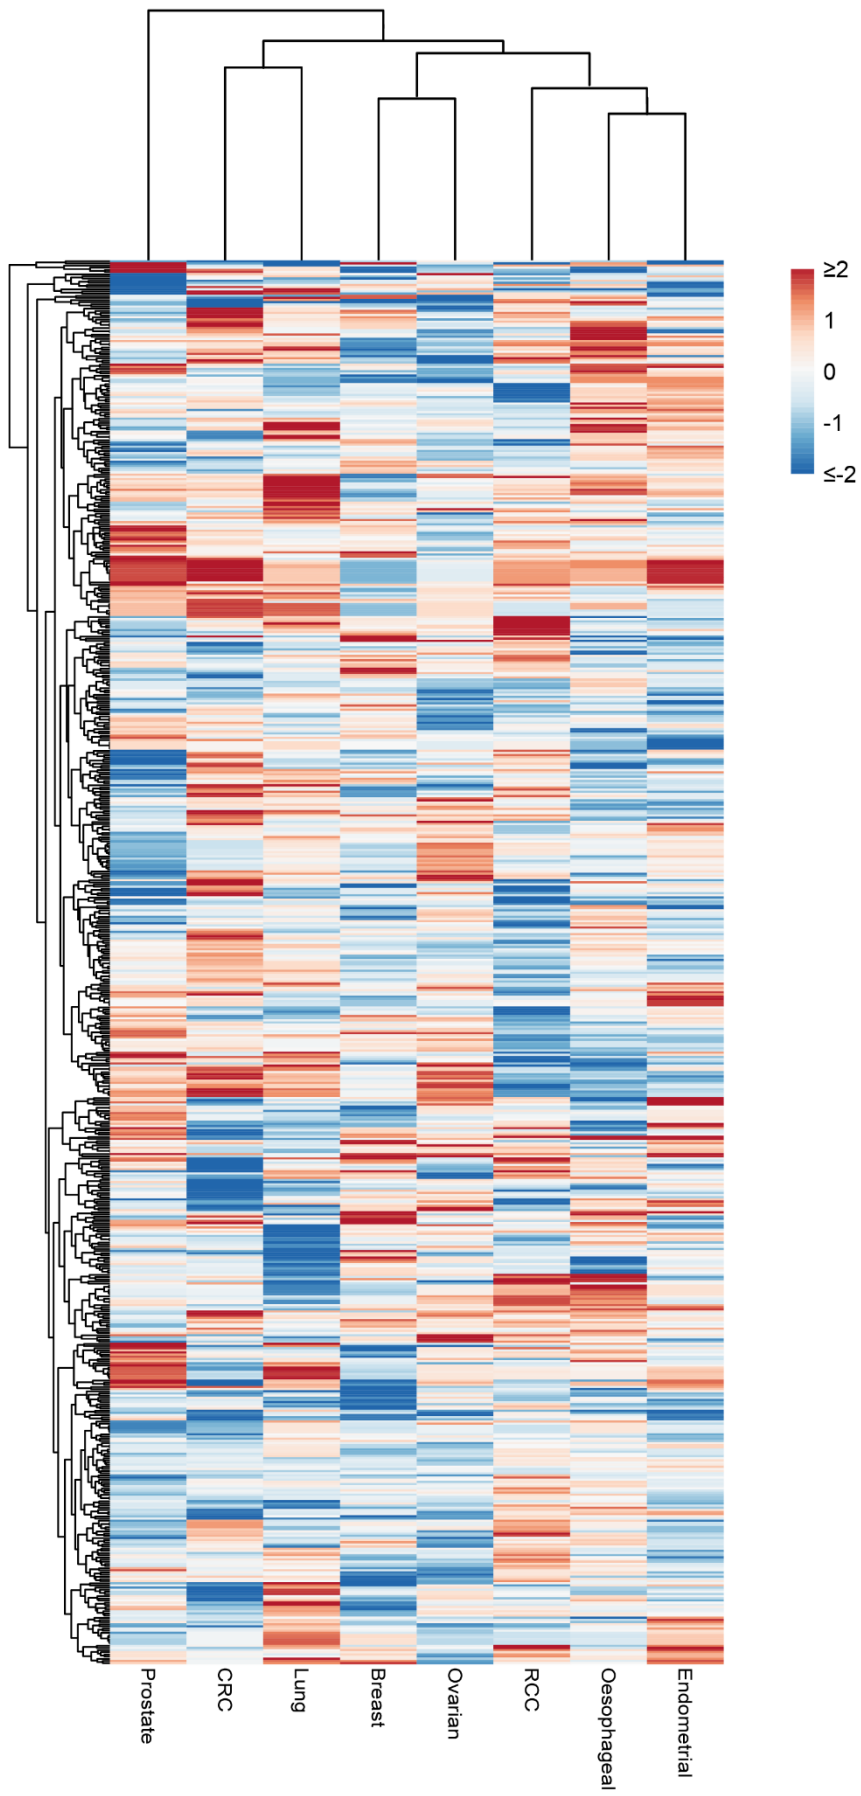 ≥2
1
0
-1
≤-2
Prostate
CRC
Lung
Breast
Ovarian
RCC
Oesophageal
Endometrial